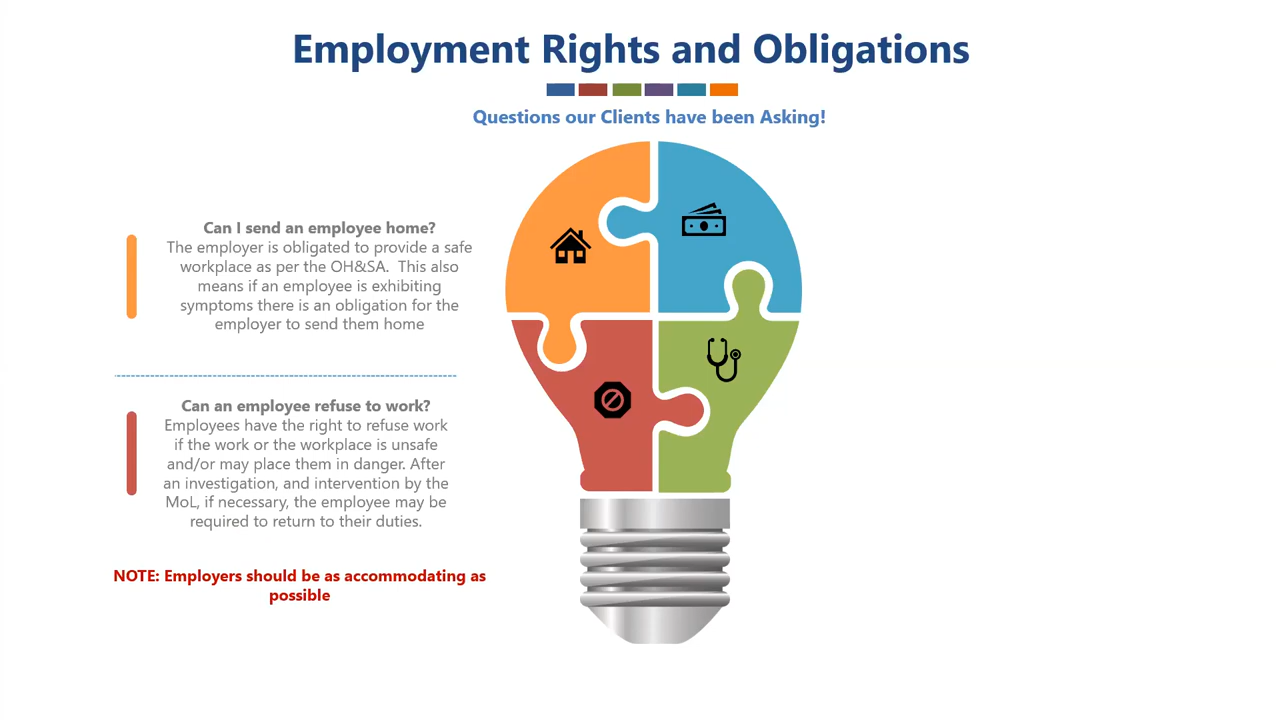 Employment Rights and Obligations
Questions our Clients have been Asking!
Can I send an employee home?
The employer is obligated to provide a safe
workplace as per the OH&SA.  This also
means if an employee is exhibiting
symptoms there is an obligation for the
employer to send them home
Can an employee refuse to work?
Employees have the right to refuse work
if the work or the workplace is unsafe
and/or may place them in danger. After
an investigation, and intervention by the
MoL, if necessary, the employee may be
required to return to their duties.
NOTE: Employers should be as accommodating as
possible